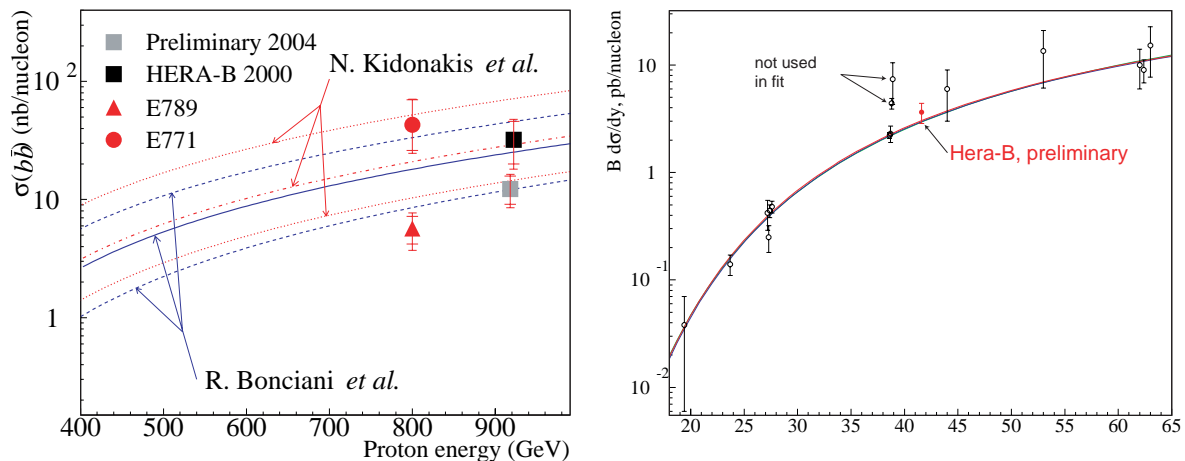 σ(bb̄) (nb/nucleon)
10²
10
1
Preliminary 2004
HERA-B 2000
E789
E771
N. Kidonakis et al.
R. Bonciani et al.
400 500 600 700 800 900
Proton energy (GeV)
B dσ/dy, pb/nucleon
10
1
10⁻¹
10⁻²
not used
in fit
Hera-B, preliminary
20 25 30 35 40 45 50 55 60 65